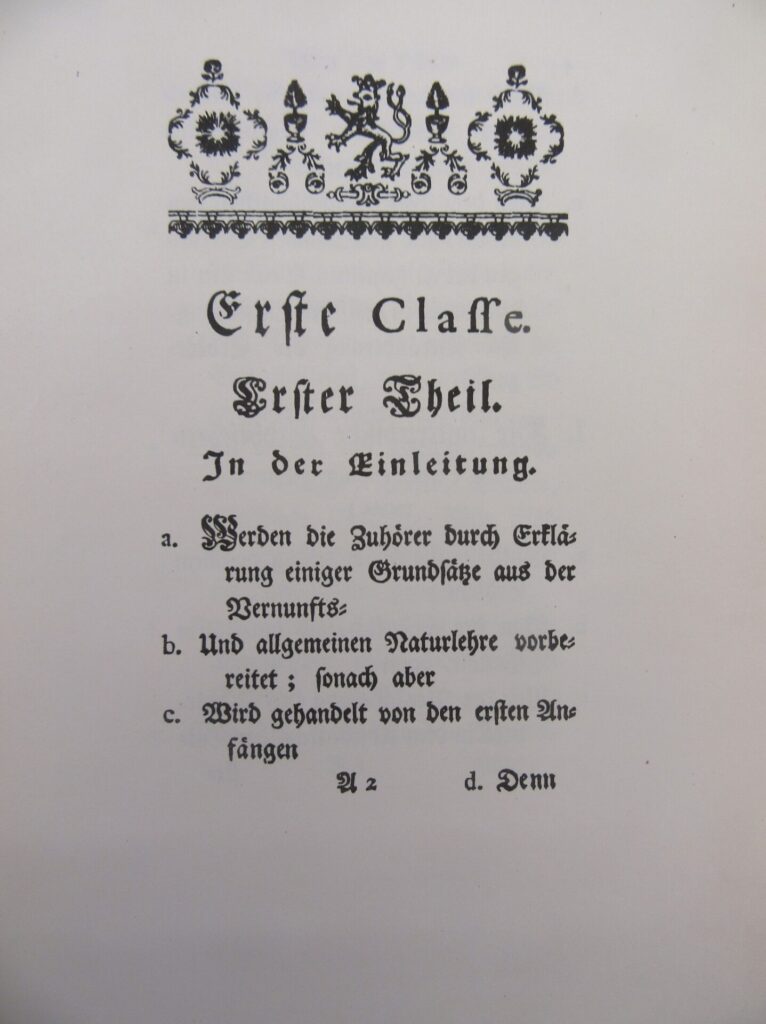 Erſte Claſſe.
Erſter Theil.
In der Einleitung.
a. Werden die Zuhörer durch Erklä⸗
rung einiger Grundſätze aus der
Vernunfts⸗
b. Und allgemeinen Naturlehre vorbe⸗
reitet ; ſonach aber
c. Wird gehandelt von den erſten An⸗
fängen
A 2 d. Denn